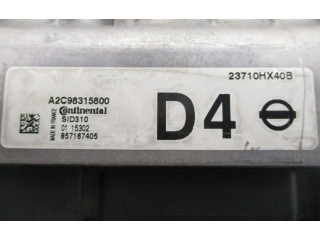 23710HX40B
A2C98315800
MADE IN FRANCE
Continental
SID310
01 15302
857167405
D4